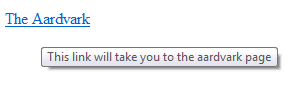 The Aardvark
This link will take you to the aardvark page